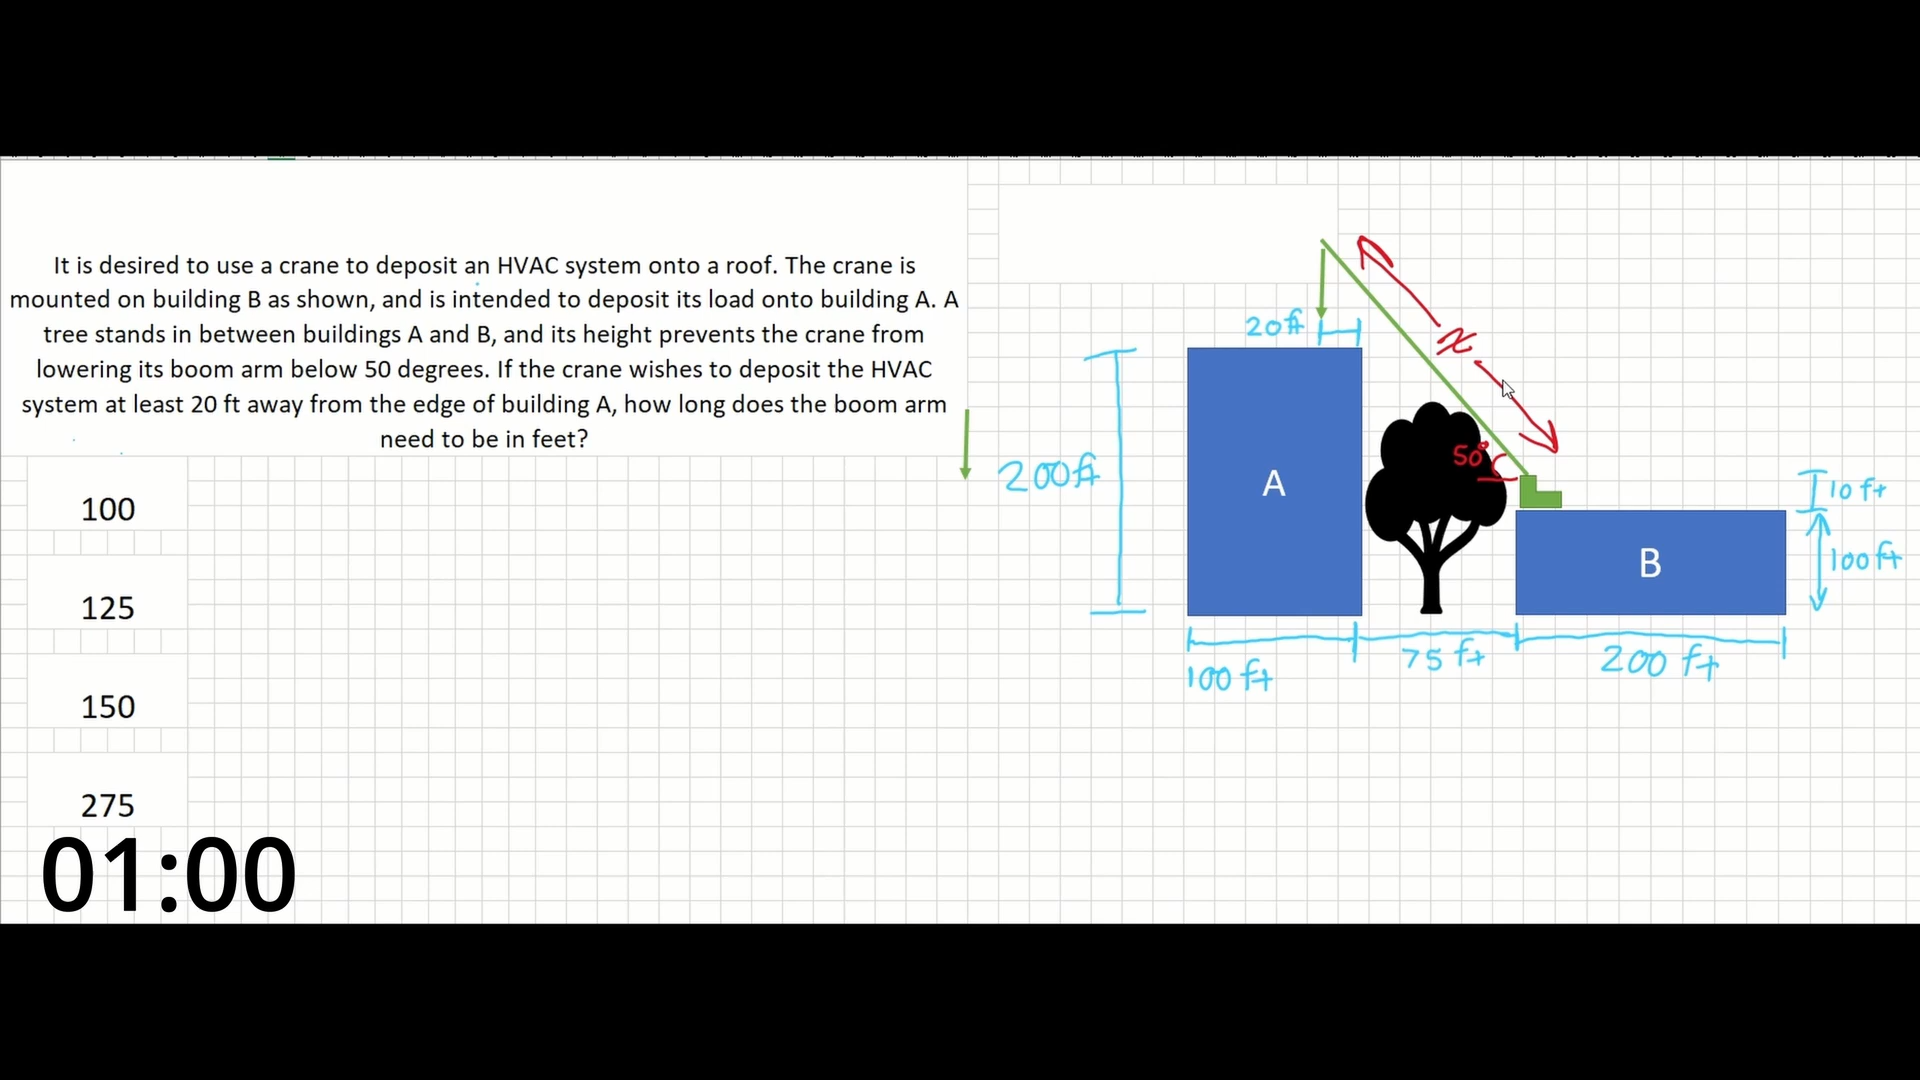 It is desired to use a crane to deposit an HVAC system onto a roof. The crane is
mounted on building B as shown, and is intended to deposit its load onto building A. A
tree stands in between buildings A and B, and its height prevents the crane from
lowering its boom arm below 50 degrees. If the crane wishes to deposit the HVAC
system at least 20 ft away from the edge of building A, how long does the boom arm
need to be in feet?
100
125
150
275
01:00
20ft
x
200ft
50°
A
B
10 ft
100ft
100 ft
75 ft
200 ft